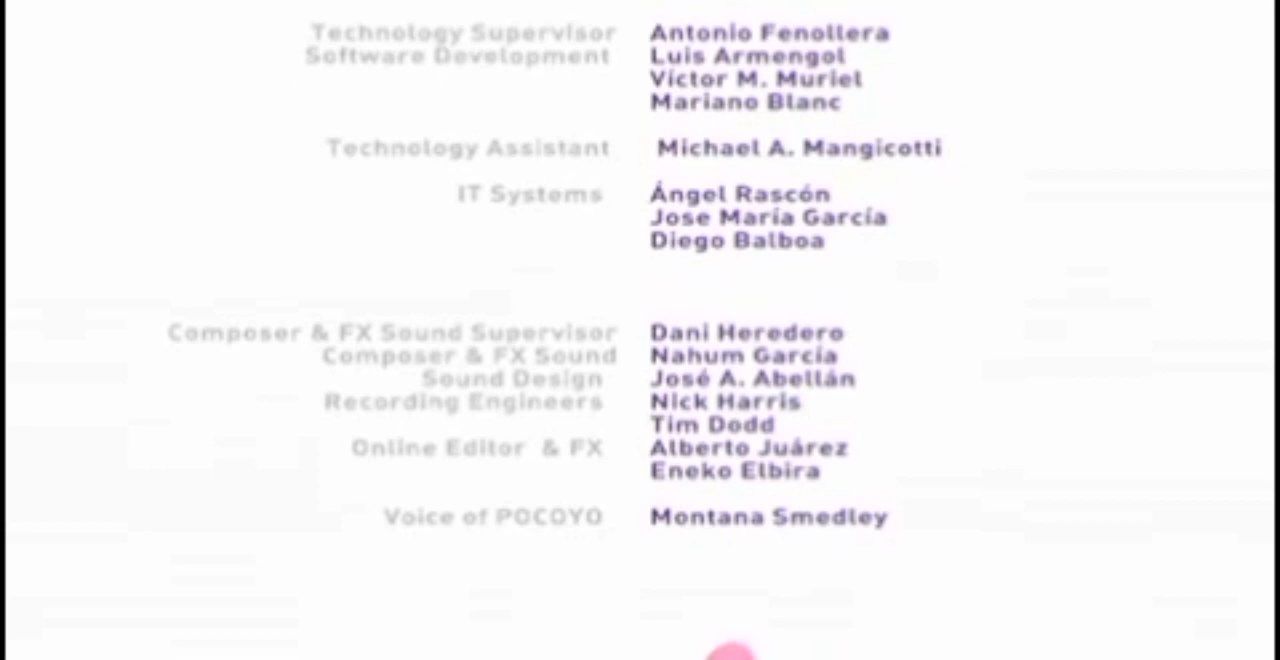 Technology Supervisor Antonio Fenollera
Software Development Luis Armengol
Víctor M. Muriel
Mariano Blanc
Technology Assistant Michael A. Mangicotti
IT Systems Ángel Rascón
Jose María García
Diego Balboa
Composer & FX Sound Supervisor Dani Heredero
Composer & FX Sound Nahum García
Sound Design José A. Abellán
Recording Engineers Nick Harris
Tim Dodd
Online Editor & FX Alberto Juárez
Eneko Elbira
Voice of POCOYO Montana Smedley